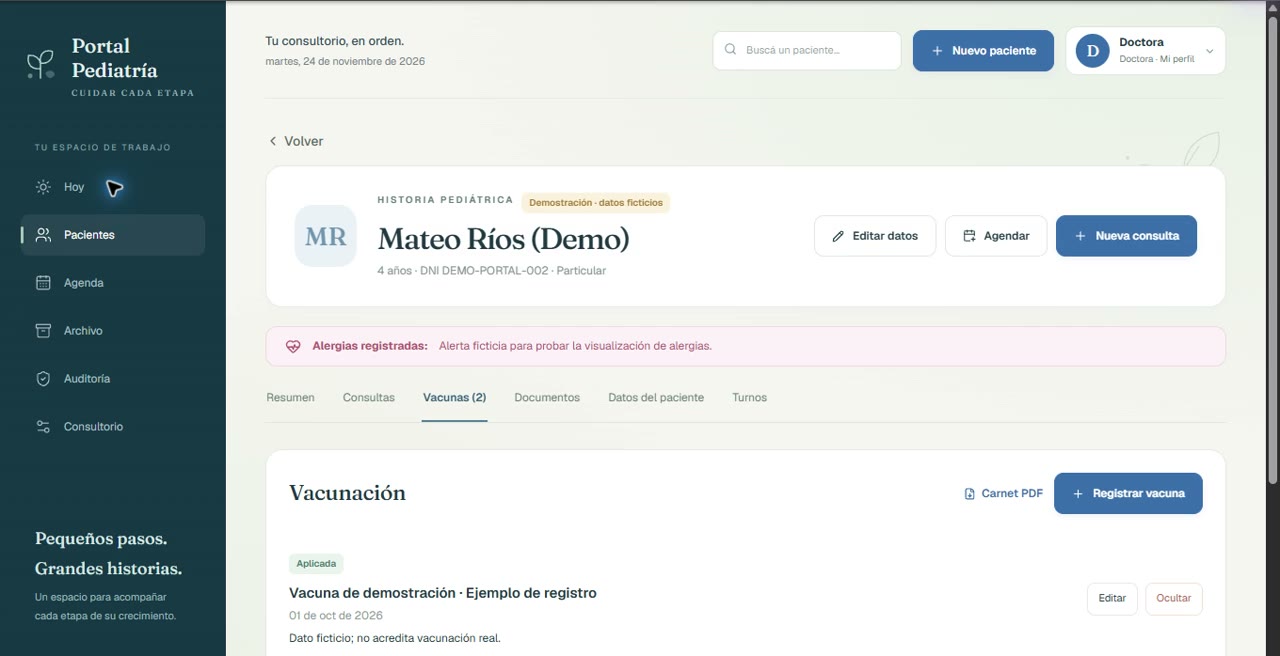 Portal
Pediatría
CUIDAR CADA ETAPA
TU ESPACIO DE TRABAJO
Hoy
Pacientes
Agenda
Archivo
Auditoría
Consultorio
Pequeños pasos.
Grandes historias.
Un espacio para acompañar
cada etapa de su crecimiento.
Tu consultorio, en orden.
martes, 24 de noviembre de 2026
Buscá un paciente...
+ Nuevo paciente
D
Doctora
Doctora · Mi perfil
Volver
MR
HISTORIA PEDIÁTRICA
Demostración · datos ficticios
Mateo Ríos (Demo)
4 años · DNI DEMO-PORTAL-002 · Particular
Editar datos
Agendar
+ Nueva consulta
Alergias registradas: Alerta ficticia para probar la visualización de alergias.
Resumen Consultas Vacunas (2) Documentos Datos del paciente Turnos
Vacunación
Carnet PDF
+ Registrar vacuna
Aplicada
Vacuna de demostración · Ejemplo de registro
01 de oct de 2026
Dato ficticio; no acredita vacunación real.
Editar
Ocultar